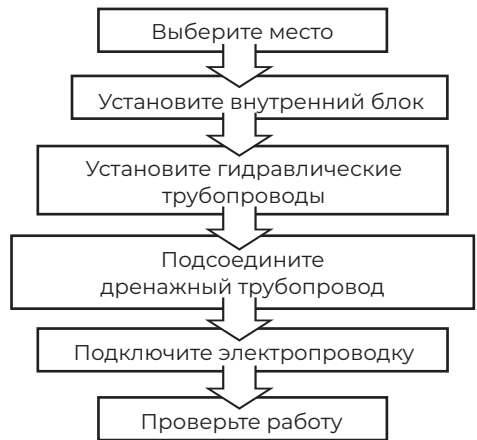 Выберите место
Установите внутренний блок
Установите гидравлические
трубопроводы
Подсоедините
дренажный трубопровод
Подключите электропроводку
Проверьте работу